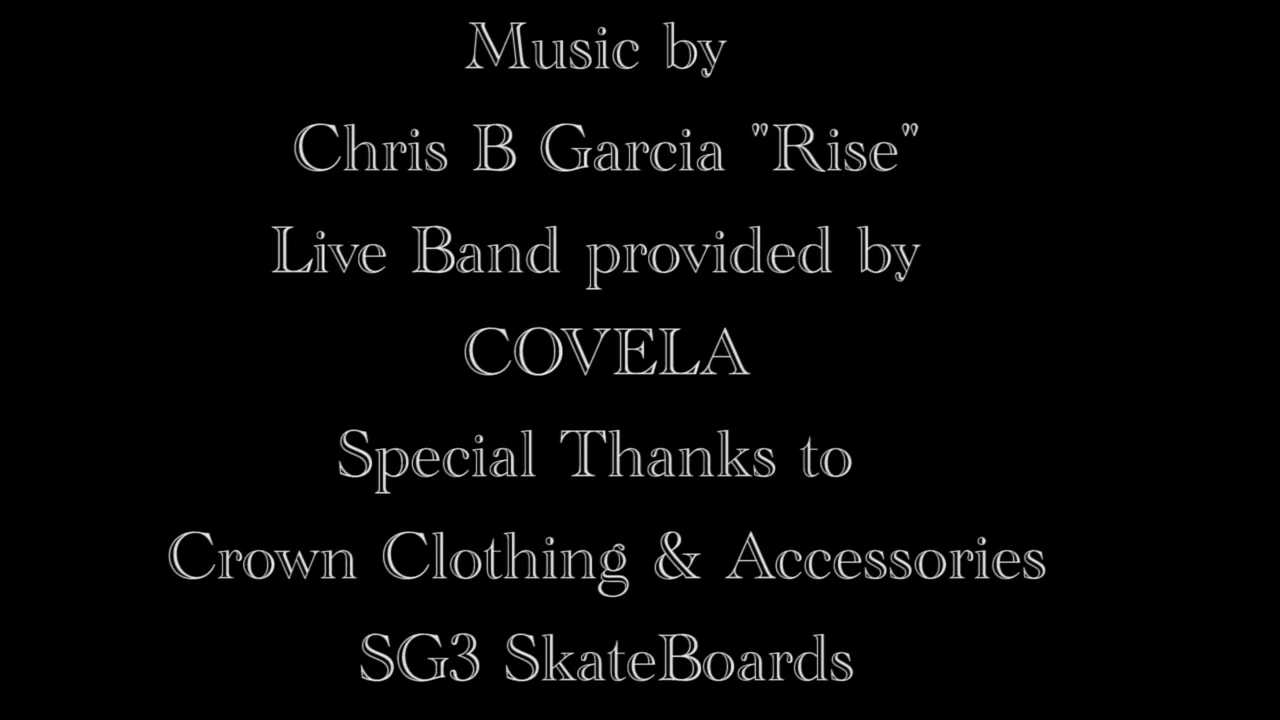 Music by
Chris B Garcia "Rise"
Live Band provided by
COVELA
Special Thanks to
Crown Clothing & Accessories
SG3 SkateBoards